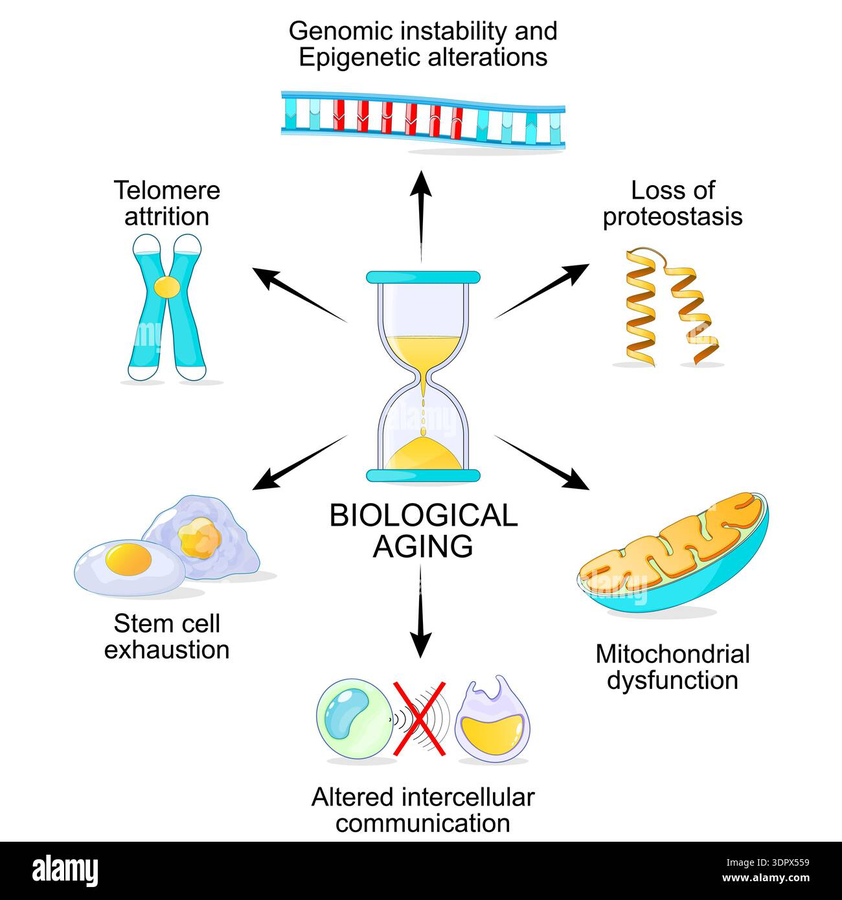 Genomic instability and
Epigenetic alterations
Telomere
attrition
Loss of
proteostasis
BIOLOGICAL
AGING
Stem cell
exhaustion
Mitochondrial
dysfunction
Altered intercellular
communication
alamy
Image ID: 3DPX559
www.alamy.com